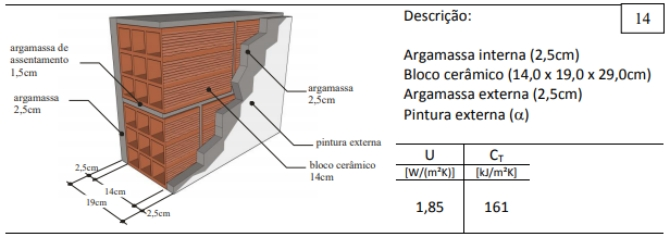 argamassa de
assentamento
1,5cm
argamassa
2,5cm
2,5cm
14cm
19cm
2,5cm
argamassa
2,5cm
pintura externa
bloco cerâmico
14cm
Descrição:
14
Argamassa interna (2,5cm)
Bloco cerâmico (14,0 x 19,0 x 29,0cm)
Argamassa externa (2,5cm)
Pintura externa (α)
U CT
[W/(m²K)] [kJ/m²K]
1,85 161